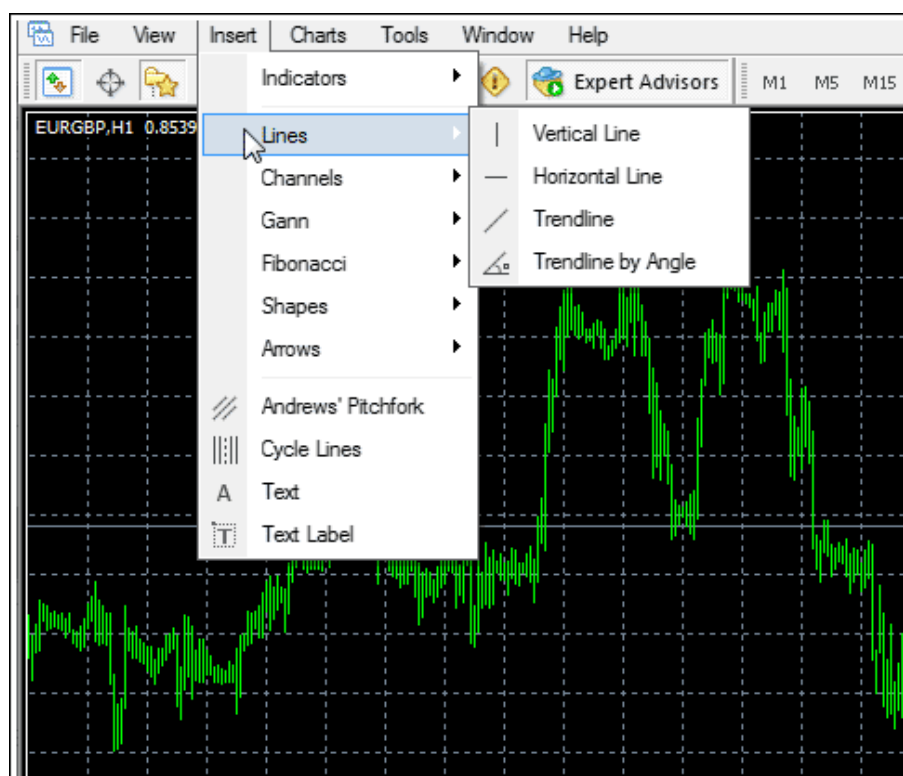 File View Insert Charts Tools Window Help
Expert Advisors M1 M5 M15
EURGBP,H1 0.8539
Indicators
Lines
Channels
Gann
Fibonacci
Shapes
Arrows
Andrews' Pitchfork
Cycle Lines
A Text
T Text Label
Vertical Line
Horizontal Line
Trendline
Trendline by Angle